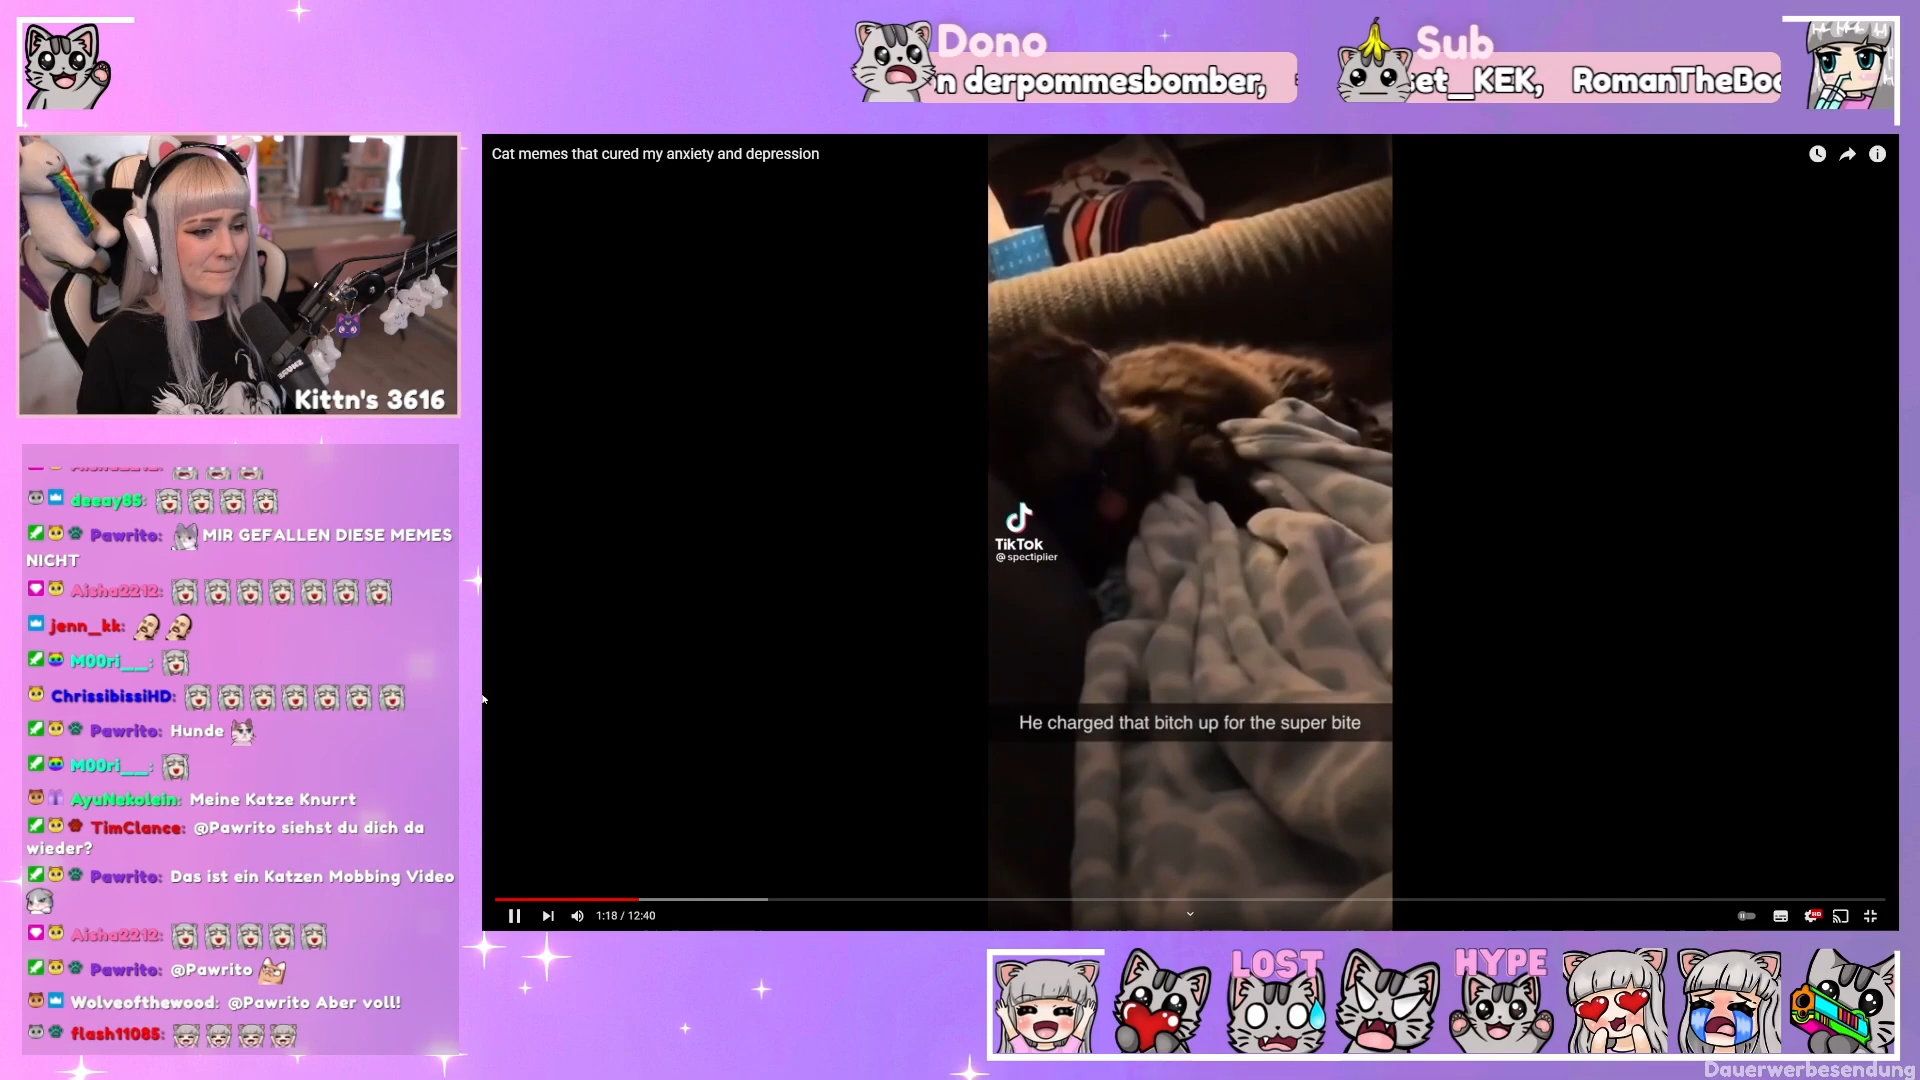 Dono
n derpommesbomber,
Sub
et_KEK, RomanTheBo
Cat memes that cured my anxiety and depression
Kittn's 3616
deeay85:
Pawrito: MIR GEFALLEN DIESE MEMES
NICHT
Aisha2212:
jenn_kk:
M00ri__:
ChrissibissiHD:
Pawrito: Hunde
M00ri__:
AyuNekolein: Meine Katze Knurrt
TimClance: @Pawrito siehst du dich da
wieder?
Pawrito: Das ist ein Katzen Mobbing Video
Aisha2212:
Pawrito: @Pawrito
Wolveofthewood: @Pawrito Aber voll!
flash11085:
TikTok
@spectiplier
He charged that bitch up for the super bite
1:18 / 12:40
HD
LOST
HYPE
Dauerwerbesendung